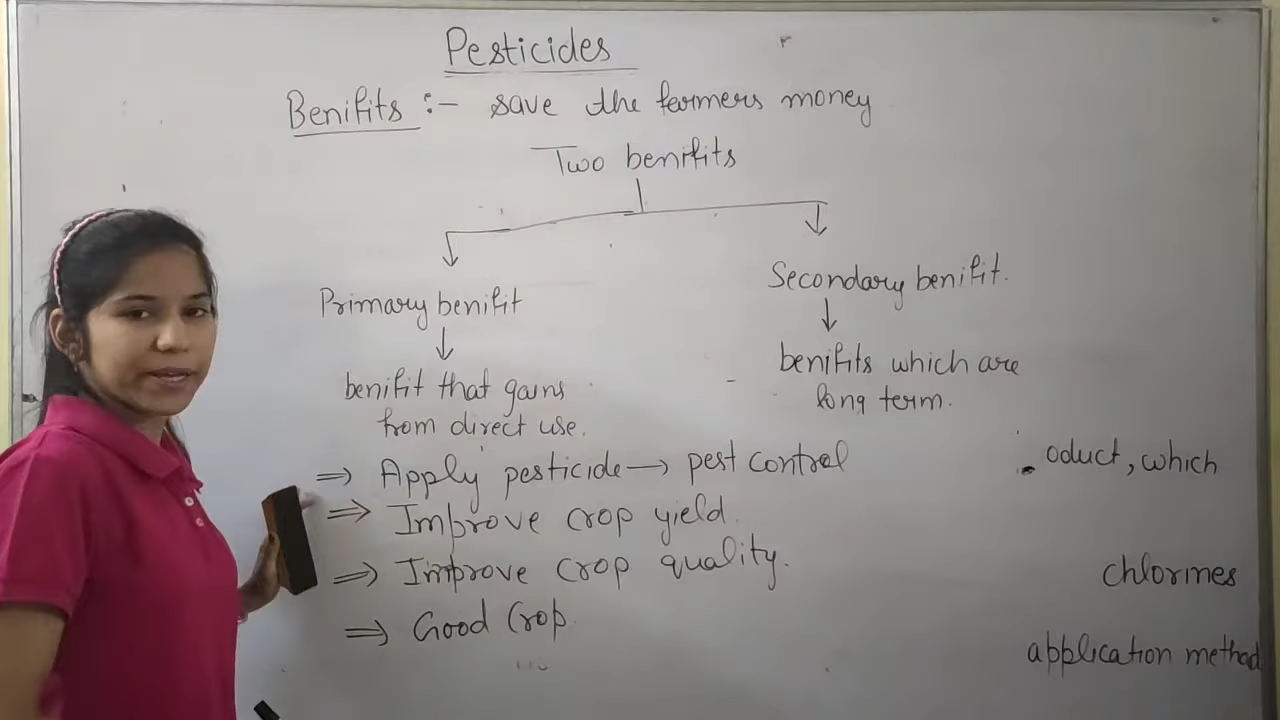 Pesticides
Benifits :- save the farmers money
Two benifits
Primary benifit
benifit that gains
from direct use.
Secondary benifit.
benifits which are
long term.
⇒ Apply pesticide → pest control
⇒ Improve crop yield.
⇒ Improve crop quality.
⇒ Good Crop
oduct, which
chlorines
application method